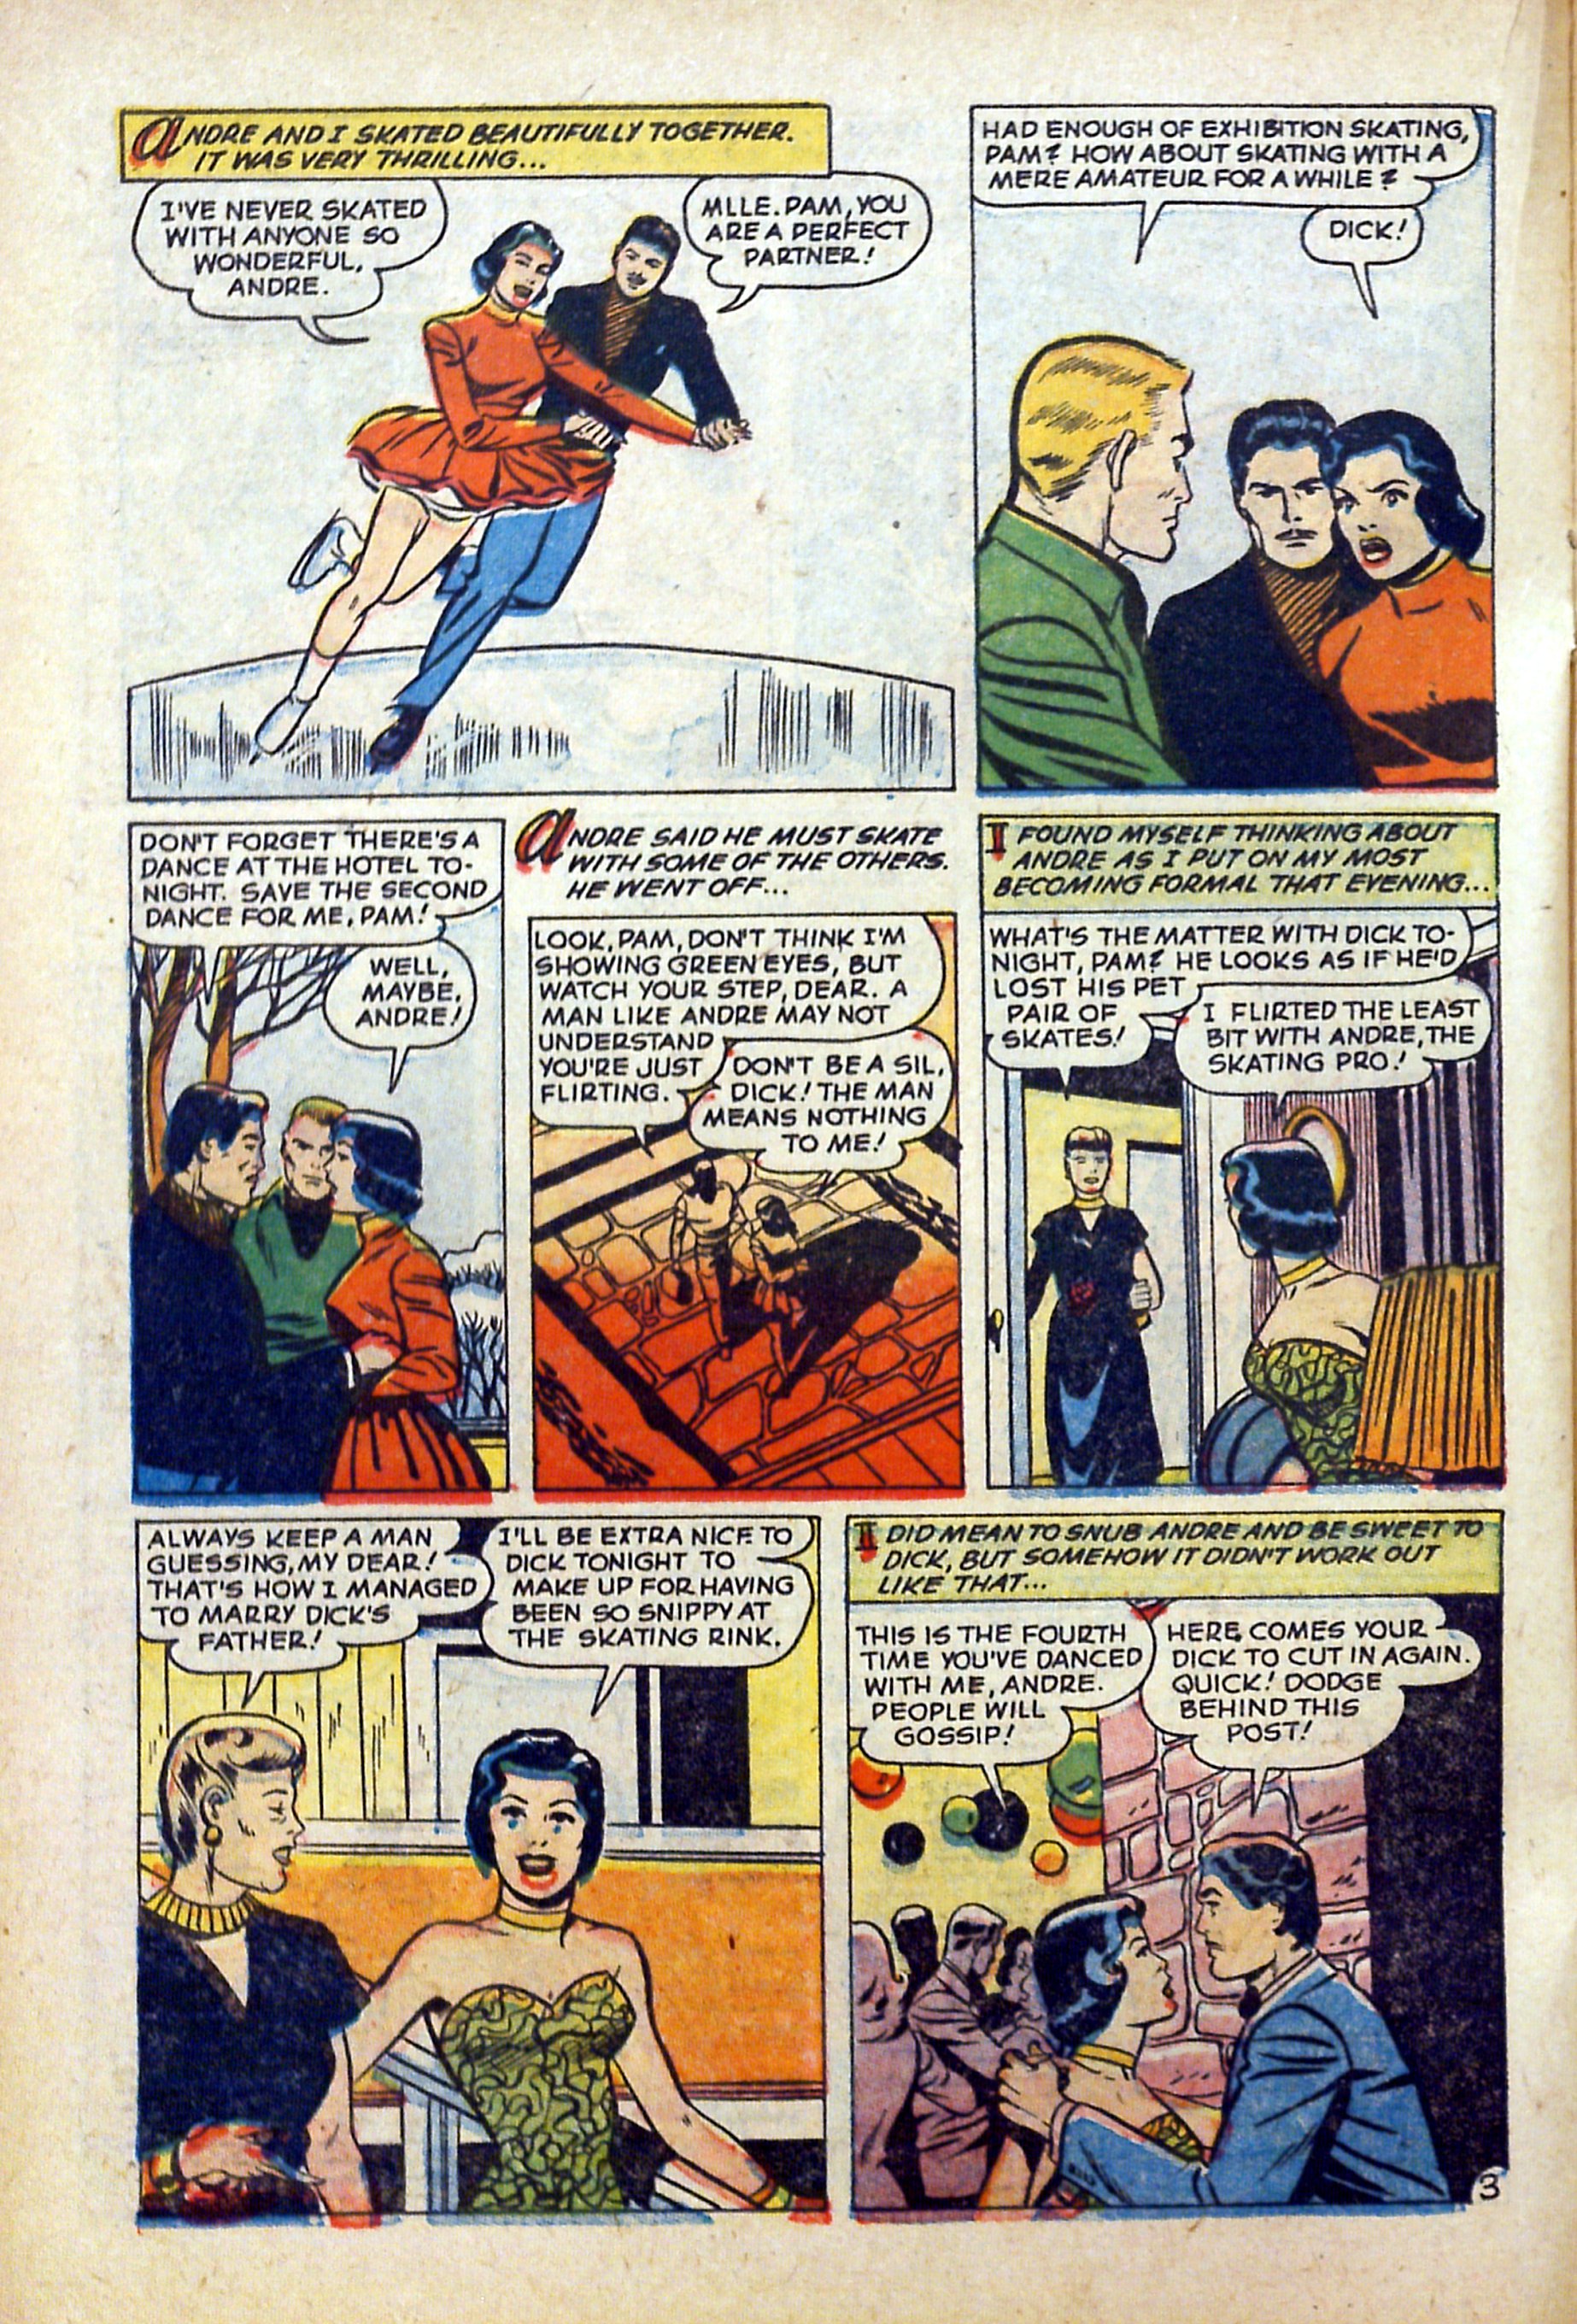 ANDRE AND I SKATED BEAUTIFULLY TOGETHER.
IT WAS VERY THRILLING...
I'VE NEVER SKATED
WITH ANYONE SO
WONDERFUL,
ANDRE.
MLLE. PAM, YOU
ARE A PERFECT
PARTNER!
HAD ENOUGH OF EXHIBITION SKATING,
PAM? HOW ABOUT SKATING WITH A
MERE AMATEUR FOR A WHILE?
DICK!
DON'T FORGET THERE'S A
DANCE AT THE HOTEL TO-
NIGHT. SAVE THE SECOND
DANCE FOR ME, PAM!
WELL,
MAYBE,
ANDRE!
ANDRE SAID HE MUST SKATE
WITH SOME OF THE OTHERS.
HE WENT OFF...
LOOK, PAM, DON'T THINK I'M
SHOWING GREEN EYES, BUT
WATCH YOUR STEP, DEAR. A
MAN LIKE ANDRE MAY NOT
UNDERSTAND
YOU'RE JUST
FLIRTING.
DON'T BE A SIL,
DICK! THE MAN
MEANS NOTHING
TO ME!
I FOUND MYSELF THINKING ABOUT
ANDRE AS I PUT ON MY MOST
BECOMING FORMAL THAT EVENING...
WHAT'S THE MATTER WITH DICK TO-
NIGHT, PAM? HE LOOKS AS IF HE'D
LOST HIS PET
PAIR OF
SKATES!
I FLIRTED THE LEAST
BIT WITH ANDRE, THE
SKATING PRO!
ALWAYS KEEP A MAN
GUESSING, MY DEAR!
THAT'S HOW I MANAGED
TO MARRY DICK'S
FATHER!
I'LL BE EXTRA NICE TO
DICK TONIGHT TO
MAKE UP FOR HAVING
BEEN SO SNIPPY AT
THE SKATING RINK.
I DID MEAN TO SNUB ANDRE AND BE SWEET TO
DICK, BUT SOMEHOW IT DIDN'T WORK OUT
LIKE THAT...
THIS IS THE FOURTH
TIME YOU'VE DANCED
WITH ME, ANDRE.
PEOPLE WILL
GOSSIP!
HERE COMES YOUR
DICK TO CUT IN AGAIN.
QUICK! DODGE
BEHIND THIS
POST!
3